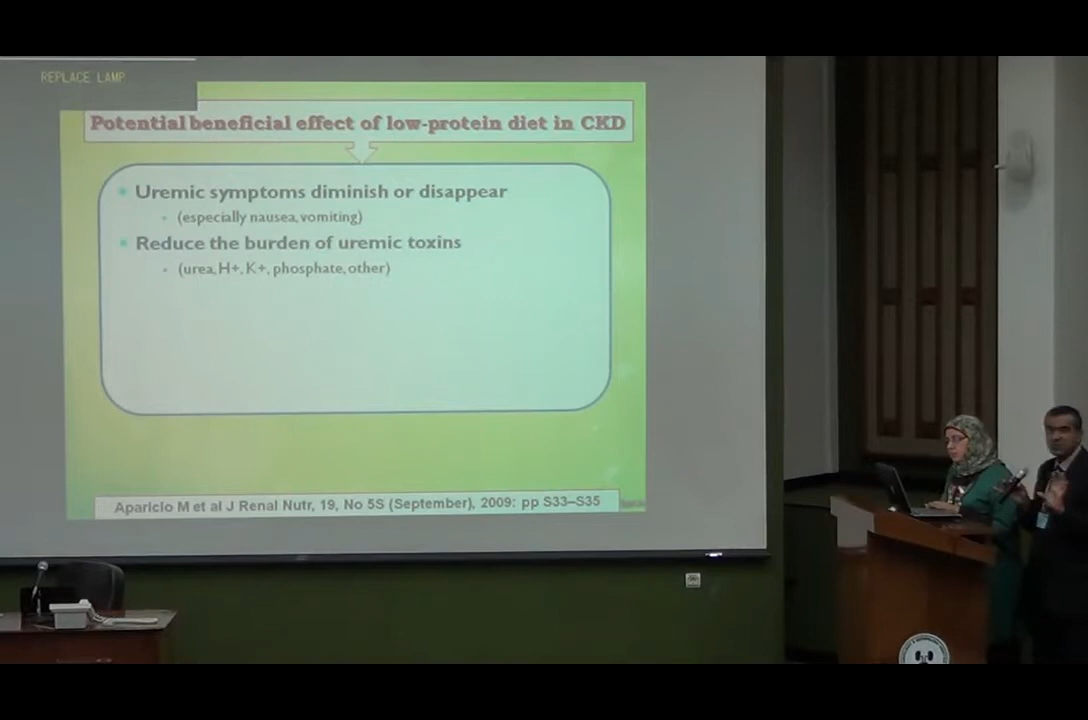 REPLACE LAMP
Potential beneficial effect of low-protein diet in CKD
Uremic symptoms diminish or disappear
(especially nausea, vomiting)
Reduce the burden of uremic toxins
(urea, H+, K+, phosphate, other)
Aparicio M et al J Renal Nutr, 19, No 5S (September), 2009: pp S33–S35